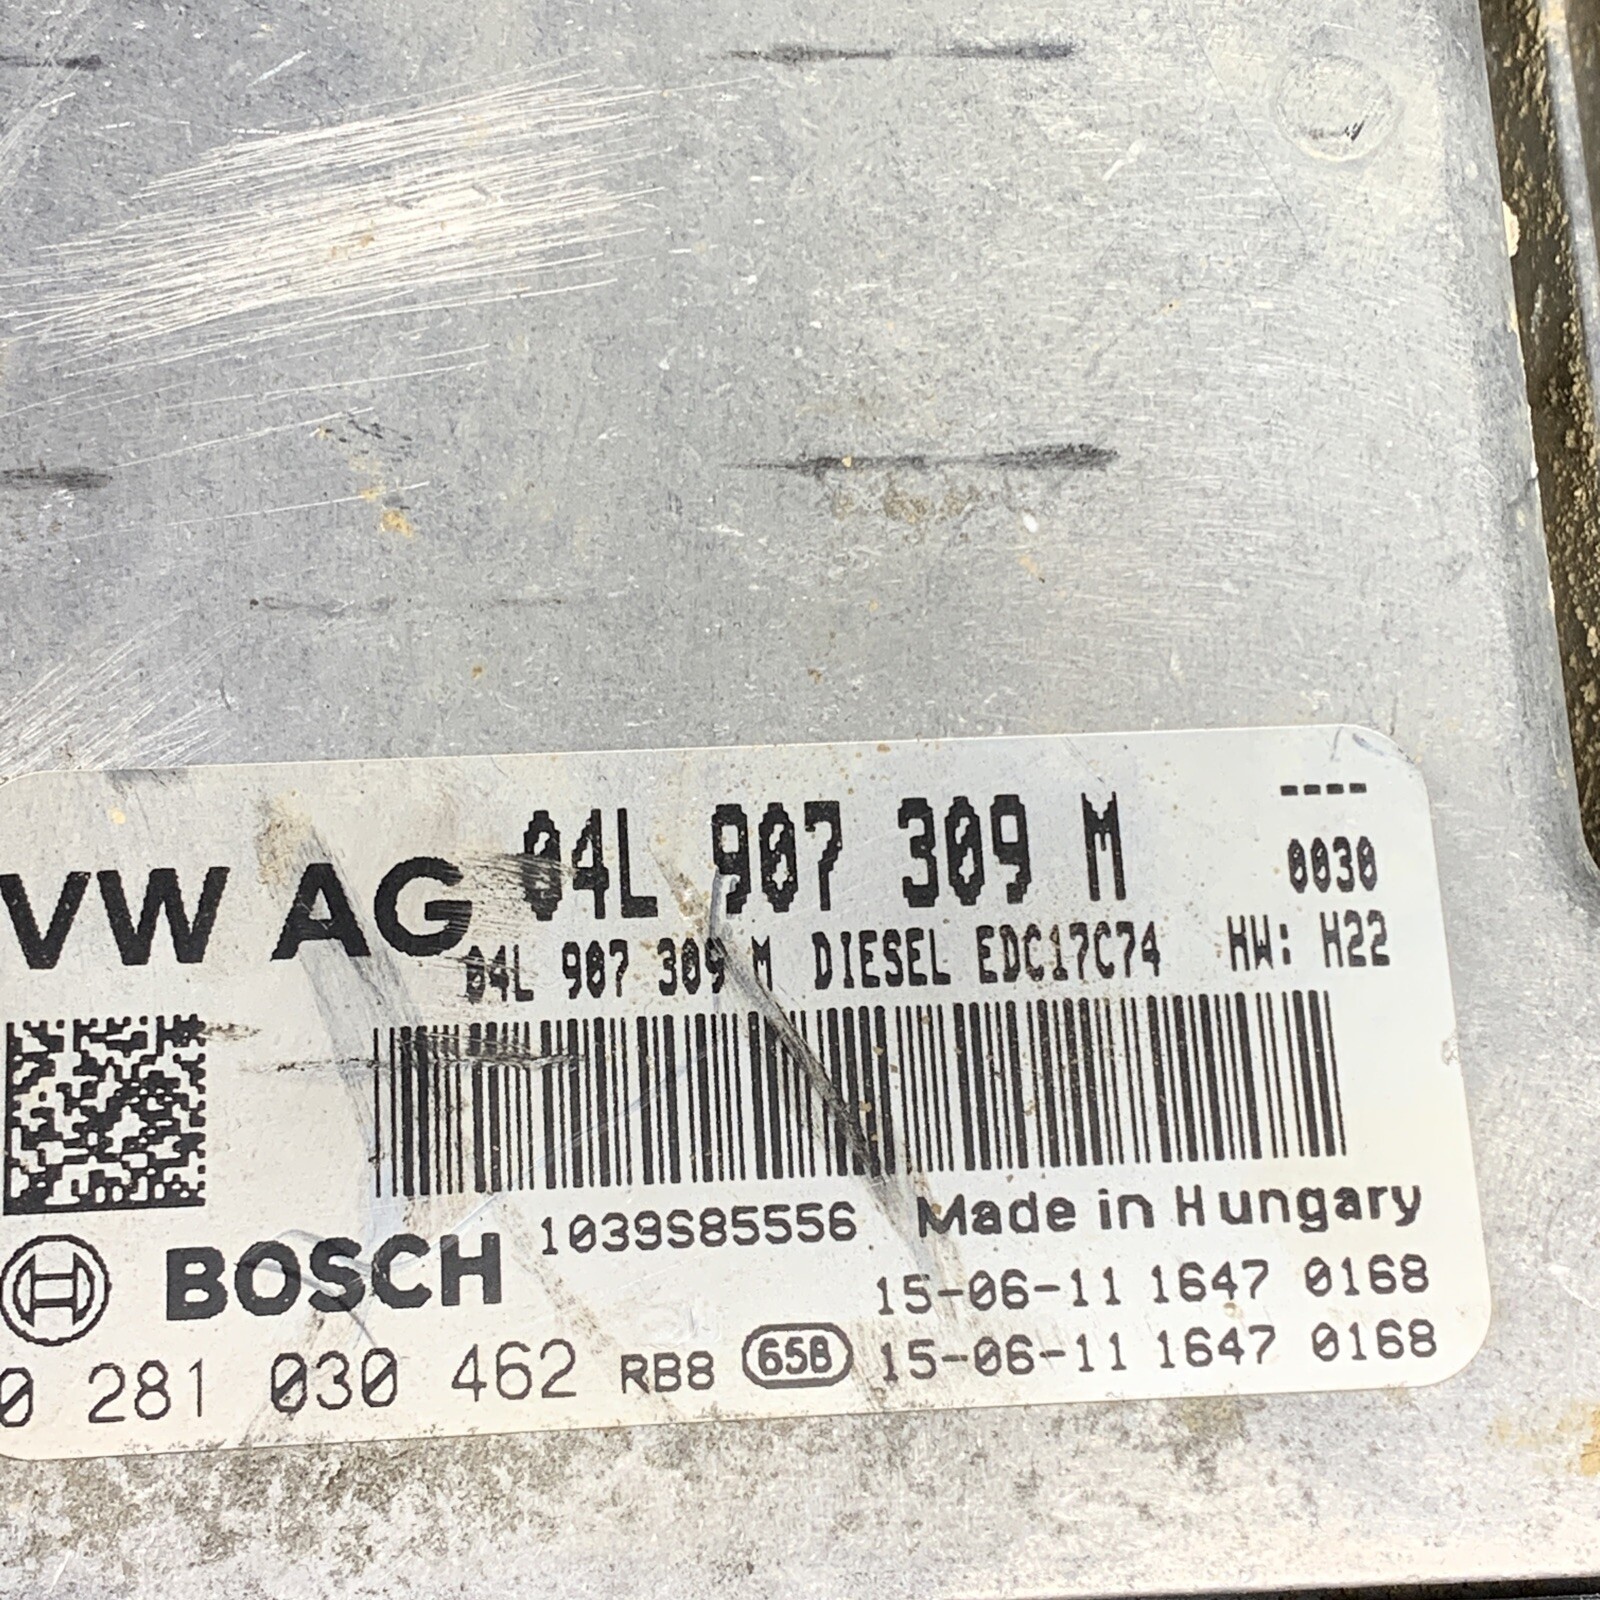 ----
VW AG 04L 907 309 M 0030
04L 907 309 M DIESEL EDC17C74 HW: H22
1039S85556 Made in Hungary
BOSCH 15-06-11 1647 0168
0 281 030 462 RB8 65B 15-06-11 1647 0168